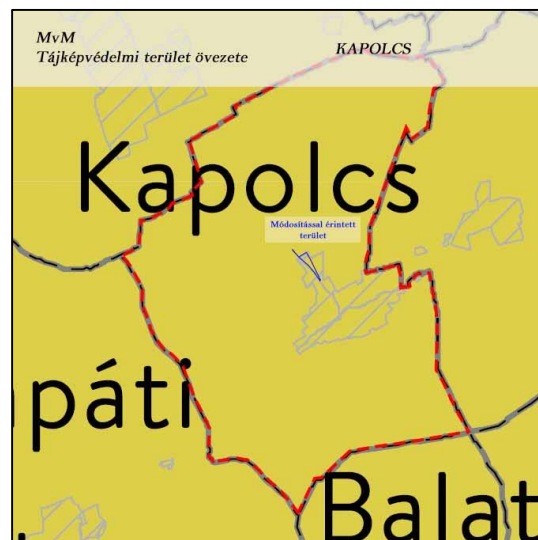 MvM
Tájképvédelmi terület övezete
KAPOLCS
Kapolcs
Módosítással érintett
terület
páti
Balat